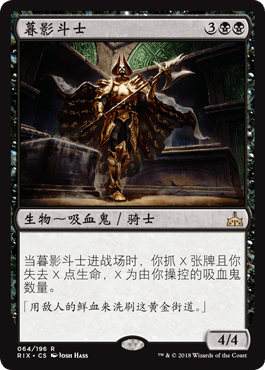 暮影斗士 3
生物~吸血鬼 / 骑士
当暮影斗士进战场时，你抓 X 张牌且你
失去 X 点生命，X 为由你操控的吸血鬼
数量。
「用敌人的鲜血来洗刷这黄金街道。」
4/4
064/196 R
RIX • CS Josh Hass
™ & © 2018 Wizards of the Coast